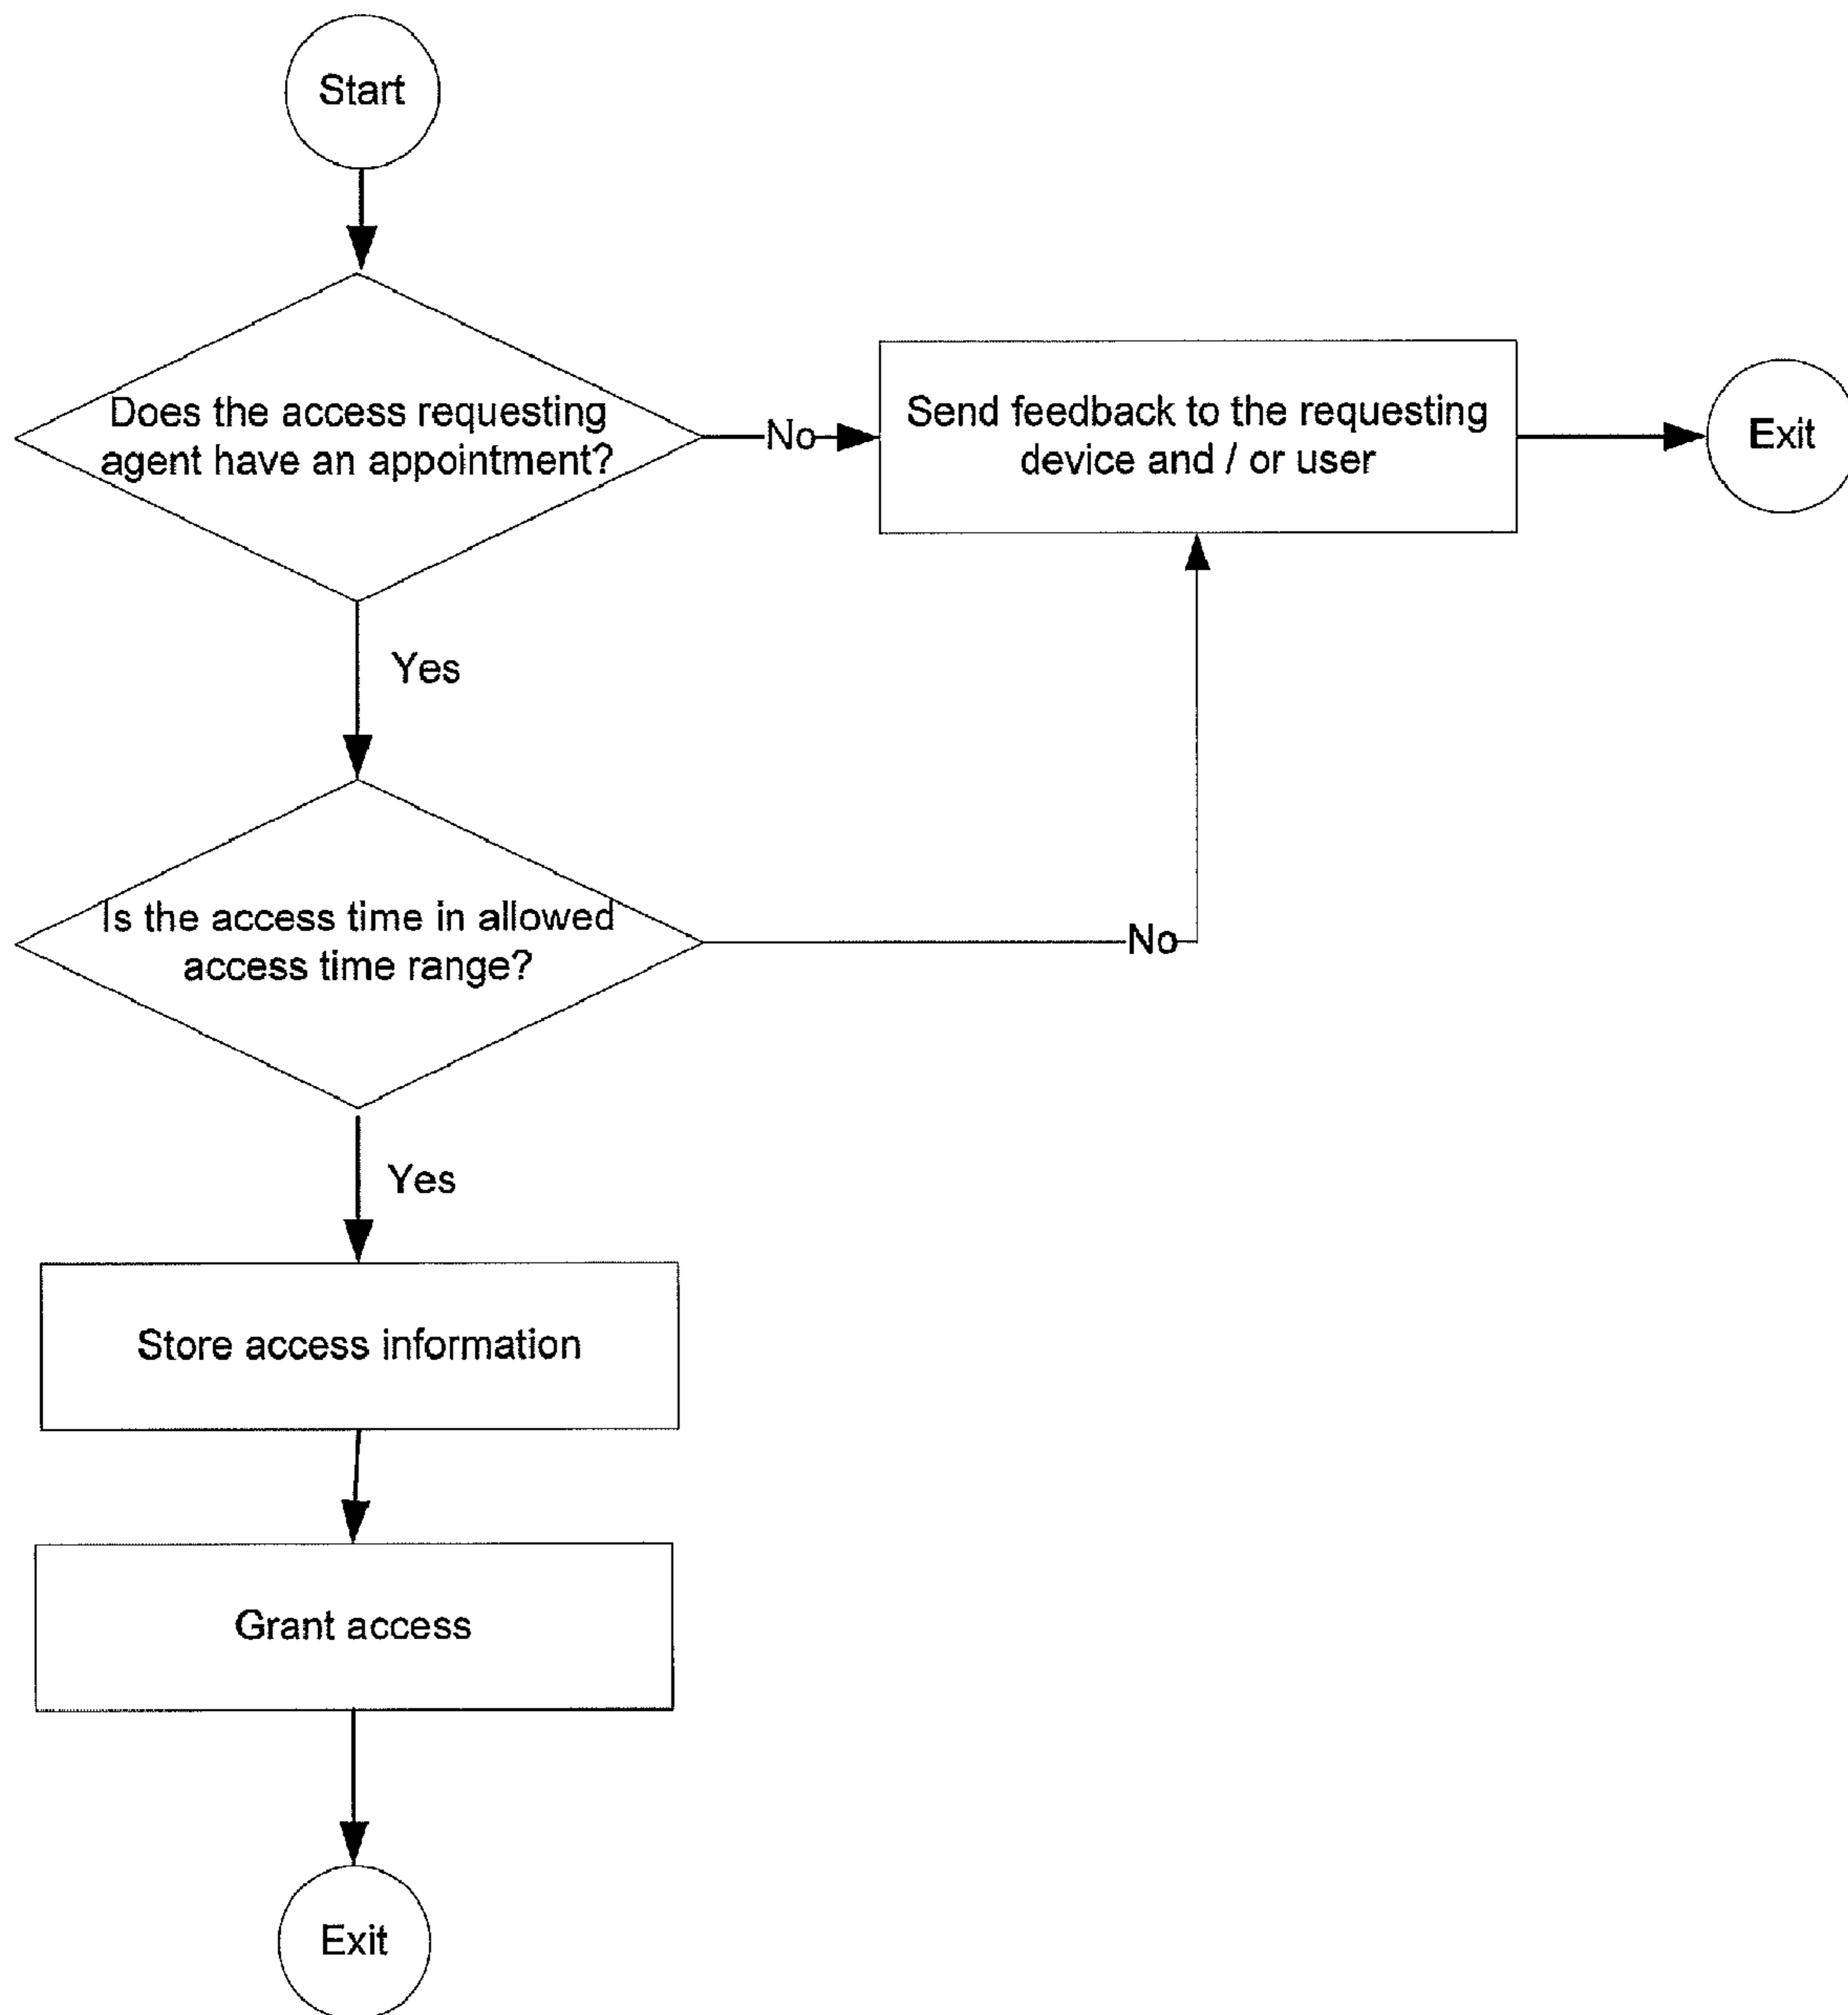 Start
Does the access requesting
agent have an appointment?
No
Send feedback to the requesting
device and / or user
Exit
Yes
Is the access time in allowed
access time range?
No
Yes
Store access information
Grant access
Exit